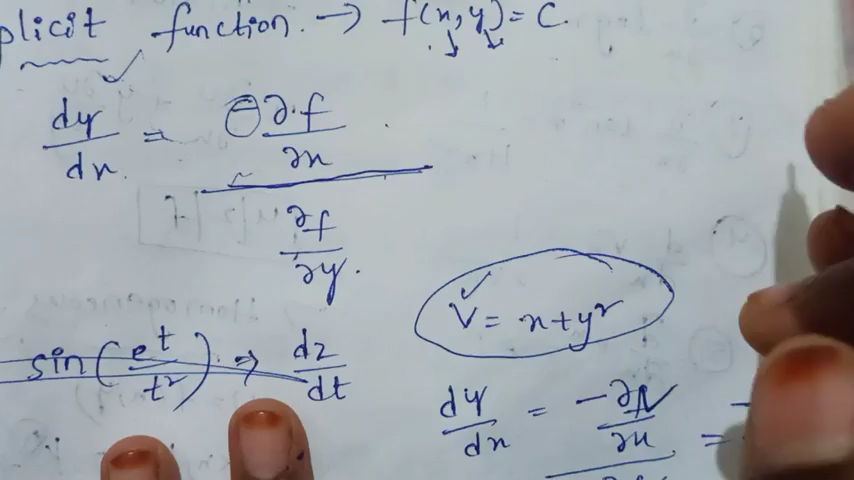 plicit function. → f(x,y) = C.
dy/dx = -∂f/∂x / ∂f/∂y.
V = x+y²
sin(e^t/t²) ⇒ dz/dt
dy/dx = -∂V/∂x =